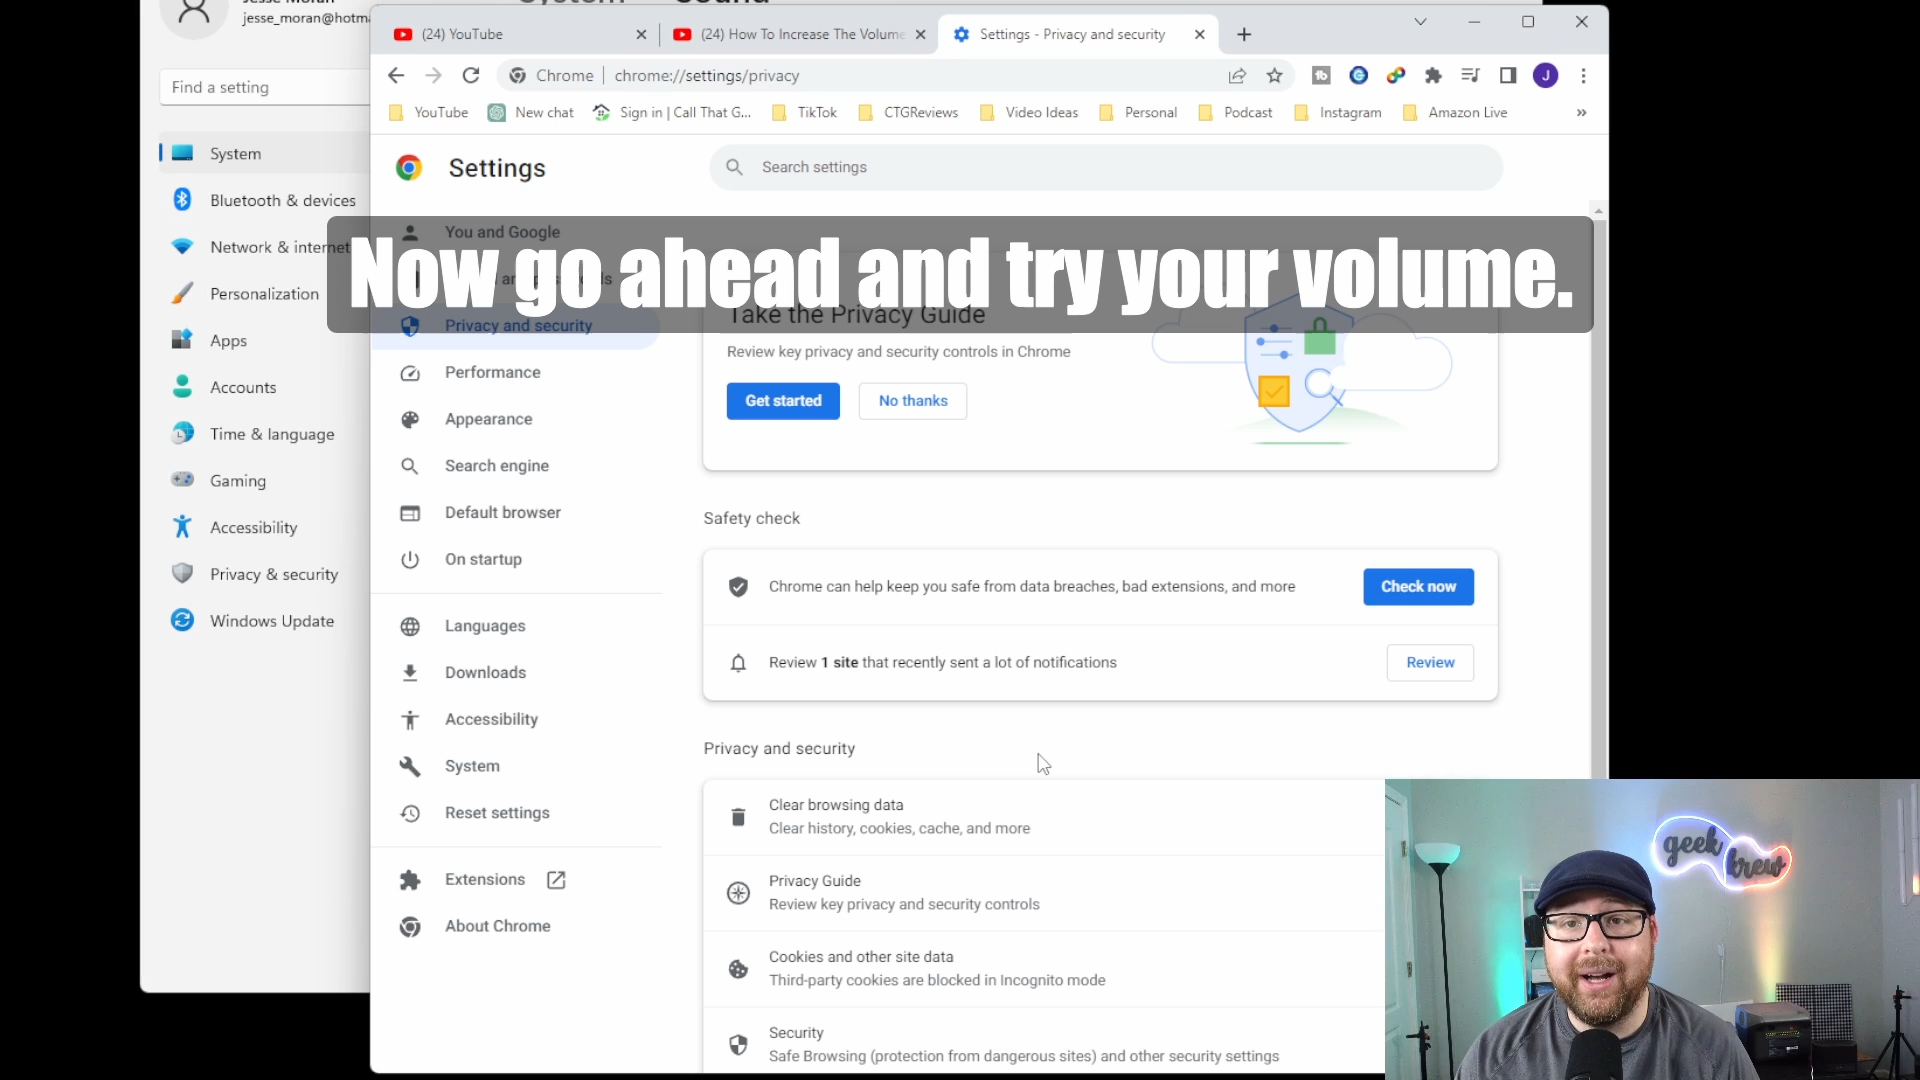 jesse_moran@hotm
Find a setting
System
Bluetooth & devices
Network & internet
Personalization
Apps
Accounts
Time & language
Gaming
Accessibility
Privacy & security
Windows Update
(24) YouTube
(24) How To Increase The Volume
Settings - Privacy and security
Chrome
chrome://settings/privacy
J
YouTube
New chat
Sign in | Call That G...
TikTok
CTGReviews
Video Ideas
Personal
Podcast
Instagram
Amazon Live
»
Settings
Search settings
You and Google
Now go ahead and try your volume.
Privacy and security
Performance
Appearance
Search engine
Default browser
On startup
Languages
Downloads
Accessibility
System
Reset settings
Extensions
About Chrome
Take the Privacy Guide
Review key privacy and security controls in Chrome
Get started
No thanks
Safety check
Chrome can help keep you safe from data breaches, bad extensions, and more
Check now
Review 1 site that recently sent a lot of notifications
Review
Privacy and security
Clear browsing data
Clear history, cookies, cache, and more
Privacy Guide
Review key privacy and security controls
Cookies and other site data
Third-party cookies are blocked in Incognito mode
Security
Safe Browsing (protection from dangerous sites) and other security settings
geek
krew